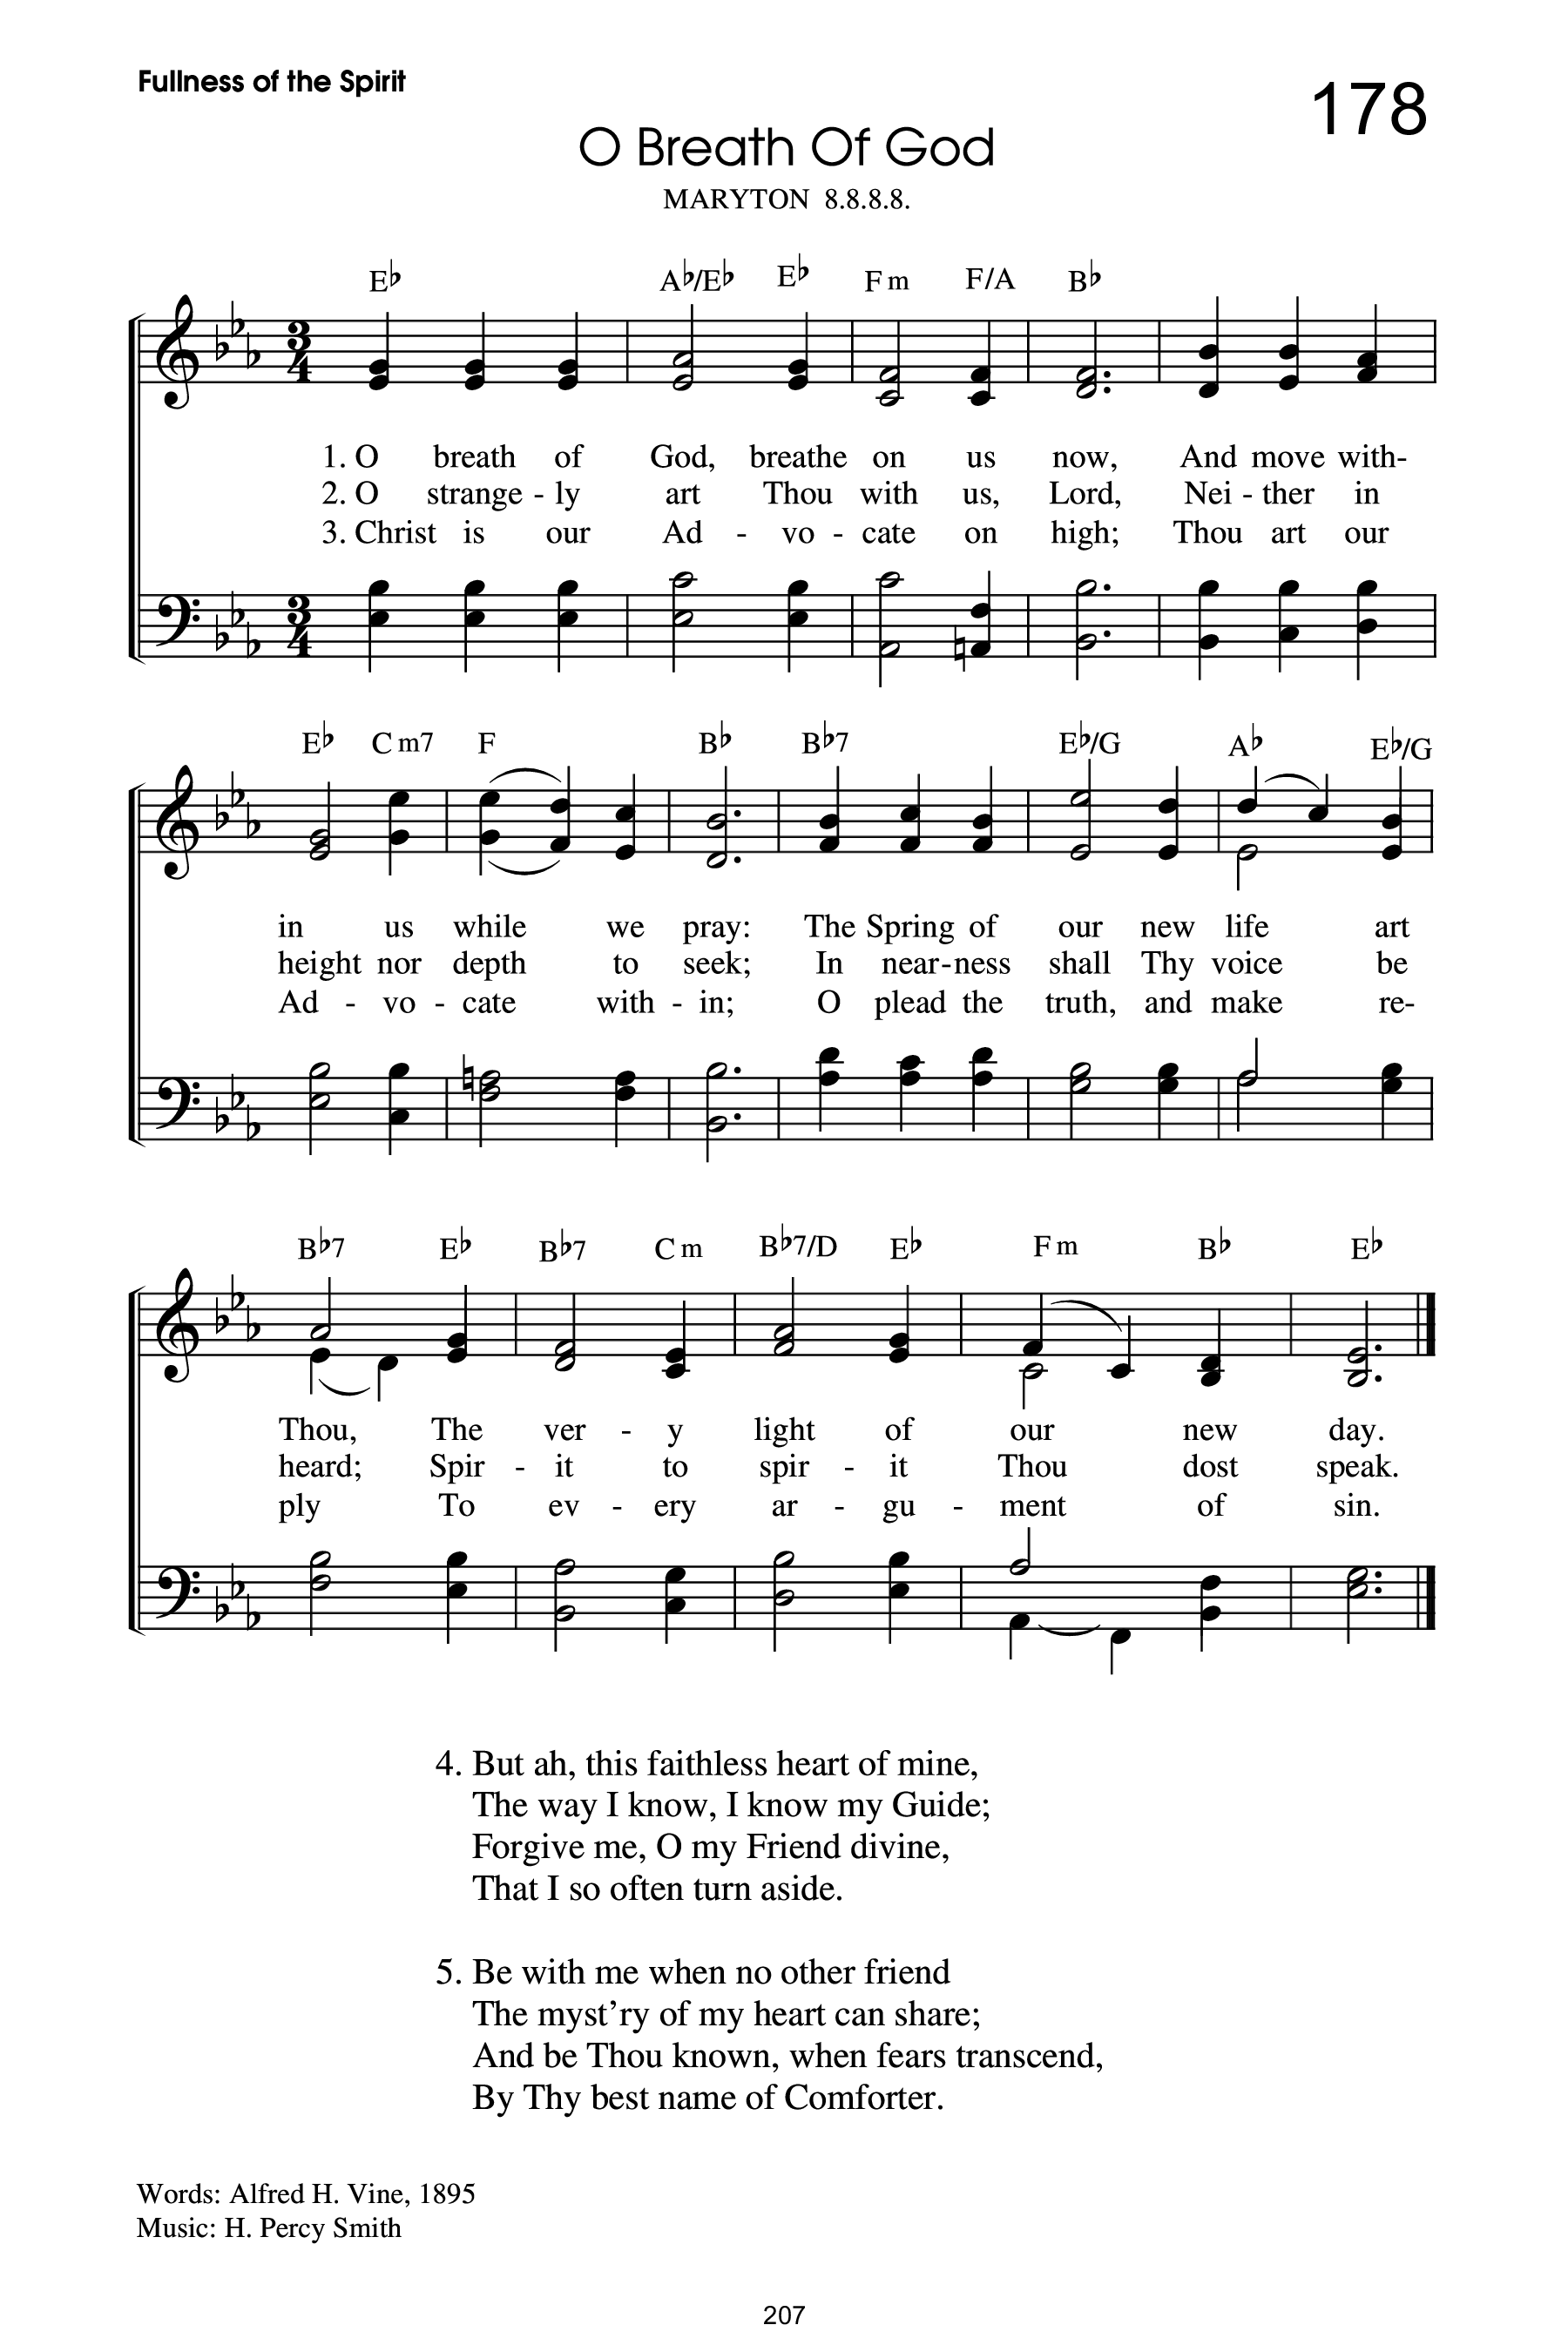 Fullness of the Spirit
178
O Breath Of God
MARYTON 8.8.8.8.
E♭ A♭/E♭ E♭ F m F/A B♭
1. O breath of God, breathe on us now, And move with-
2. O strange - ly art Thou with us, Lord, Nei - ther in
3. Christ is our Ad - vo - cate on high; Thou art our
E♭ C m7 F B♭ B♭7 E♭/G A♭ E♭/G
in us while we pray: The Spring of our new life art
height nor depth to seek; In near - ness shall Thy voice be
Ad - vo - cate with - in; O plead the truth, and make re-
B♭7 E♭ B♭7 C m B♭7/D E♭ F m B♭ E♭
Thou, The ver - y light of our new day.
heard; Spir - it to spir - it Thou dost speak.
ply To ev - ery ar - gu - ment of sin.
4. But ah, this faithless heart of mine,
The way I know, I know my Guide;
Forgive me, O my Friend divine,
That I so often turn aside.
5. Be with me when no other friend
The myst’ry of my heart can share;
And be Thou known, when fears transcend,
By Thy best name of Comforter.
Words: Alfred H. Vine, 1895
Music: H. Percy Smith
207